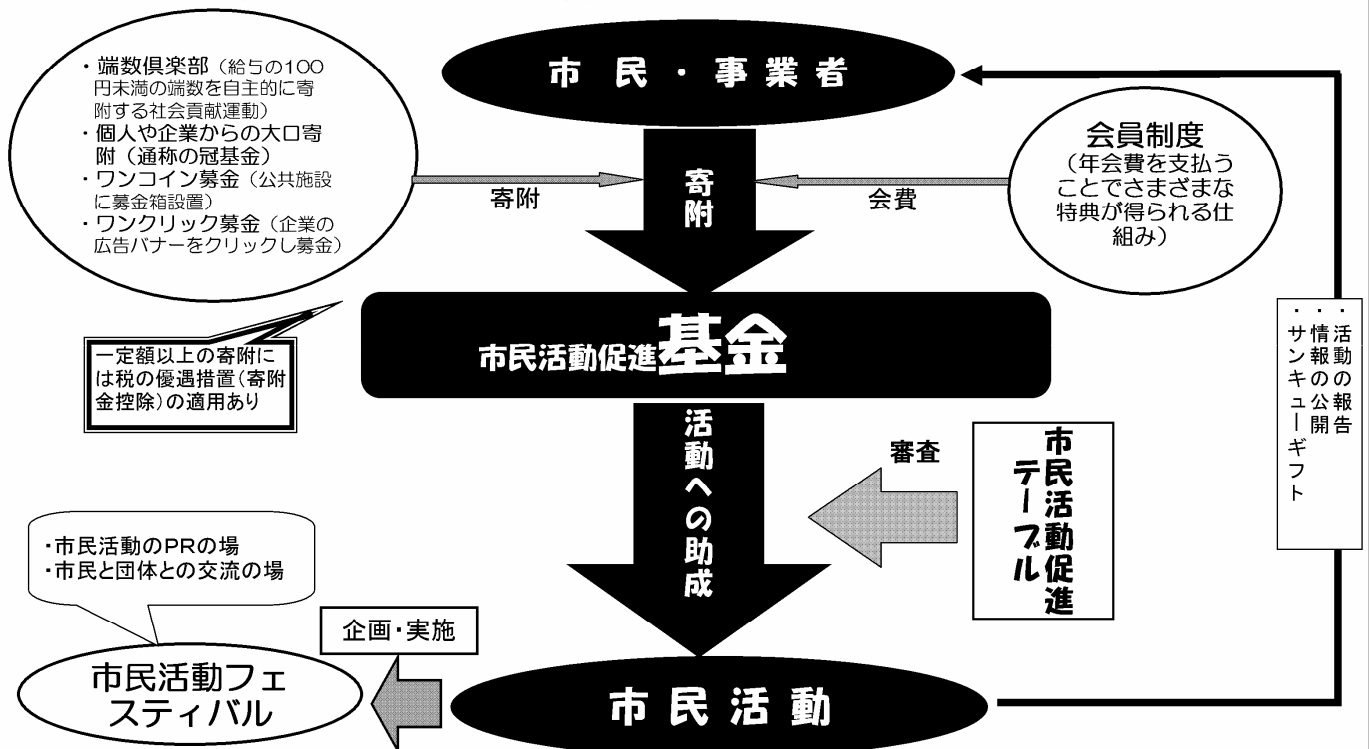 市民・事業者
・端数倶楽部（給与の100
円未満の端数を自主的に寄
附する社会貢献運動）
・個人や企業からの大口寄
附（通称の冠基金）
・ワンコイン募金（公共施設
に募金箱設置）
・ワンクリック募金（企業の
広告バナーをクリックし募金）
寄附
寄附
会費
会員制度
（年会費を支払う
ことでさまざまな
特典が得られる仕
組み）
市民活動促進基金
一定額以上の寄附に
は税の優遇措置（寄附
金控除）の適用あり
活動への助成
審査
市民活動促進
テーブル
・活動の報告
・情報の公開
・サンキューギフト
・市民活動のPRの場
・市民と団体との交流の場
企画・実施
市民活動フェ
スティバル
市民活動